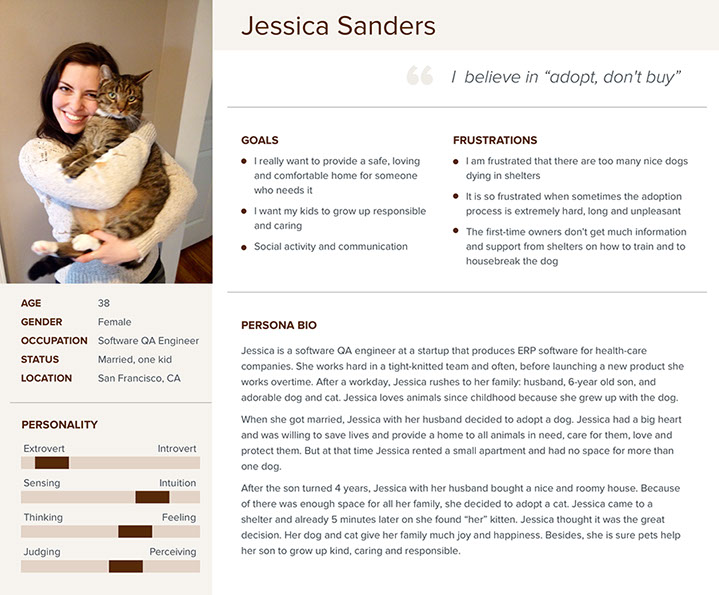 Jessica Sanders
“ I believe in “adopt, don't buy”
GOALS
I really want to provide a safe, loving
and comfortable home for someone
who needs it
I want my kids to grow up responsible
and caring
Social activity and communication
FRUSTRATIONS
I am frustrated that there are too many nice dogs
dying in shelters
It is so frustrated when sometimes the adoption
process is extremely hard, long and unpleasant
The first-time owners don’t get much information
and support from shelters on how to train and to
housebreak the dog
AGE 38
GENDER Female
OCCUPATION Software QA Engineer
STATUS Married, one kid
LOCATION San Francisco, CA
PERSONALITY
Extrovert Introvert
Sensing Intuition
Thinking Feeling
Judging Perceiving
PERSONA BIO
Jessica is a software QA engineer at a startup that produces ERP software for health-care
companies. She works hard in a tight-knitted team and often, before launching a new product she
works overtime. After a workday, Jessica rushes to her family: husband, 6-year old son, and
adorable dog and cat. Jessica loves animals since childhood because she grew up with the dog.
When she got married, Jessica with her husband decided to adopt a dog. Jessica had a big heart
and was willing to save lives and provide a home to all animals in need, care for them, love and
protect them. But at that time Jessica rented a small apartment and had no space for more than
one dog.
After the son turned 4 years, Jessica with her husband bought a nice and roomy house. Because
of there was enough space for all her family, she decided to adopt a cat. Jessica came to a
shelter and already 5 minutes later on she found “her” kitten. Jessica thought it was the great
decision. Her dog and cat give her family much joy and happiness. Besides, she is sure pets help
her son to grow up kind, caring and responsible.